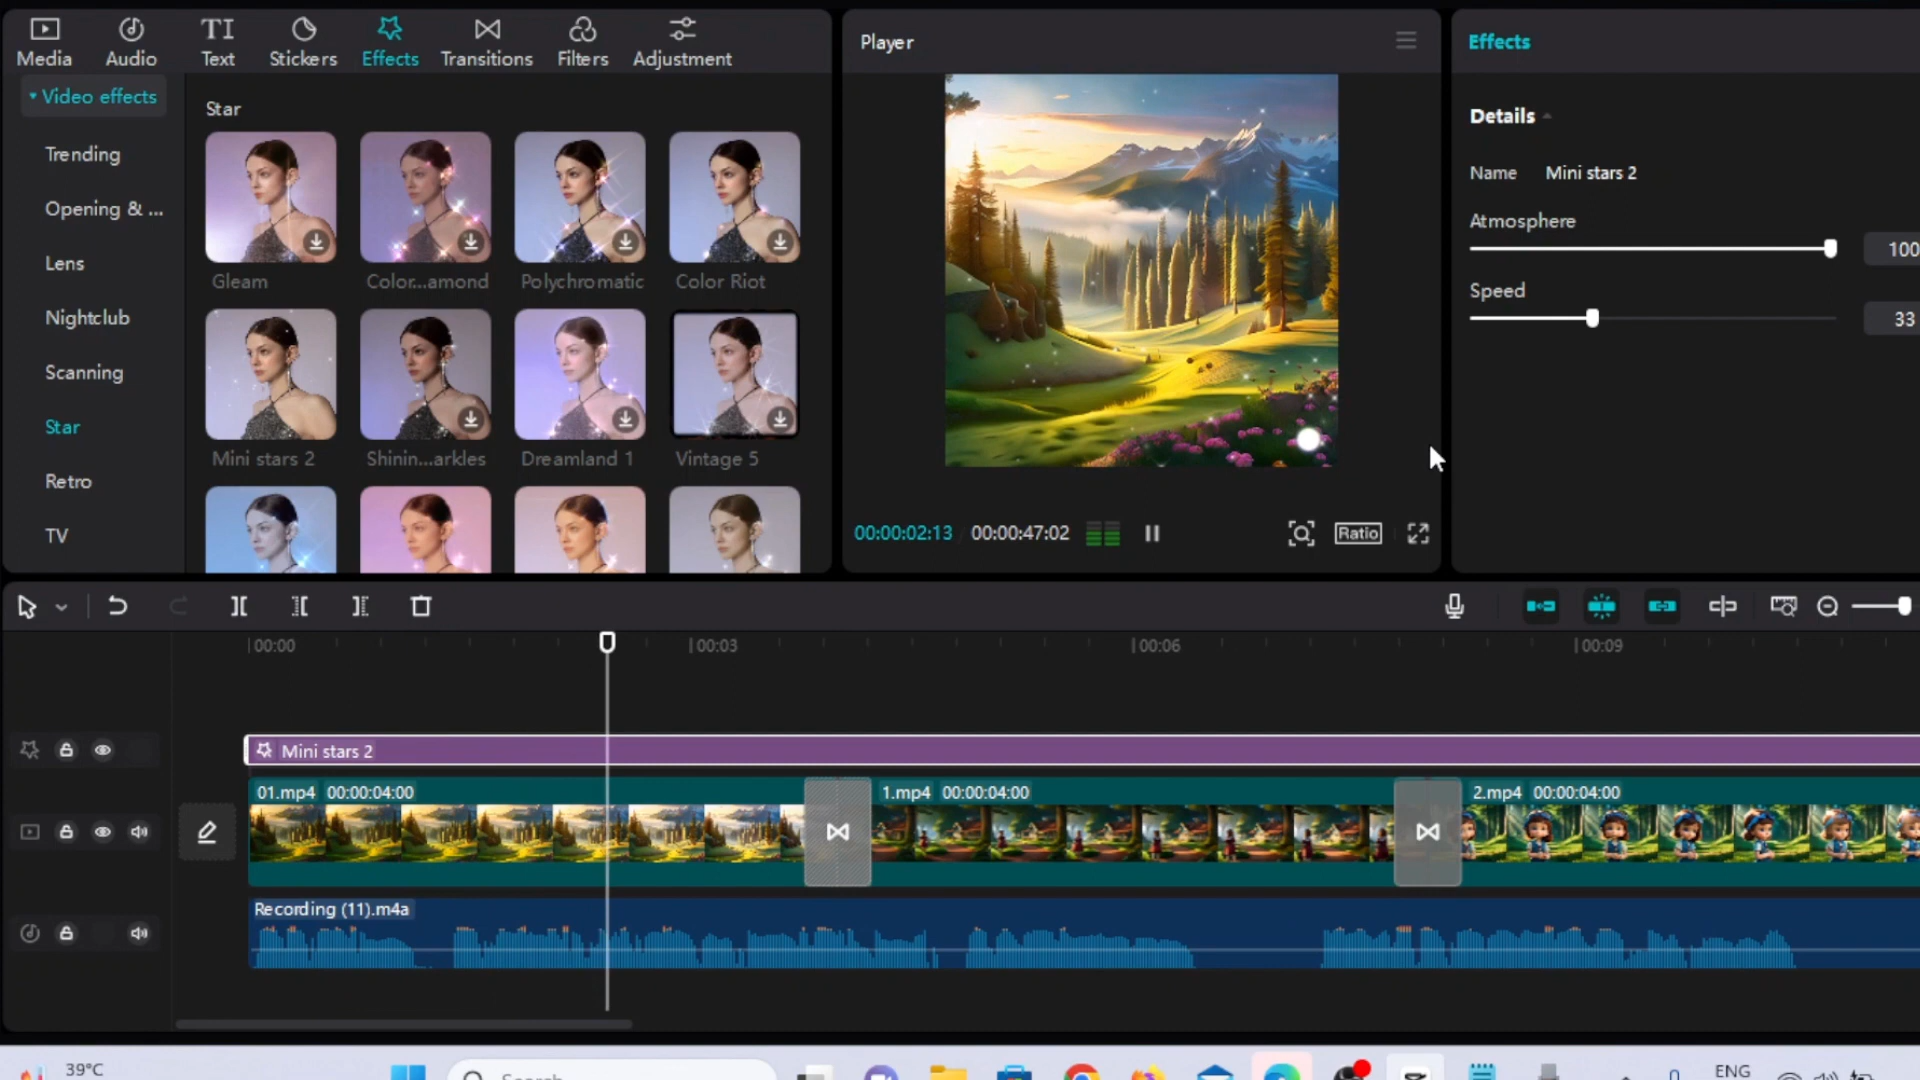 Media
Audio
TI
Text
Stickers
Effects
Transitions
Filters
Adjustment
Video effects
Trending
Opening & ...
Lens
Nightclub
Scanning
Star
Retro
TV
Star
Gleam
Color...amond
Polychromatic
Color Riot
Mini stars 2
Shinin...arkles
Dreamland 1
Vintage 5
Player
00:00:02:13
00:00:47:02
Ratio
Effects
Details
Name Mini stars 2
Atmosphere
100
Speed
33
00:00
00:03
00:06
00:09
Mini stars 2
01.mp4 00:00:04:00
1.mp4 00:00:04:00
2.mp4 00:00:04:00
Recording (11).m4a
39°C
Search
ENG